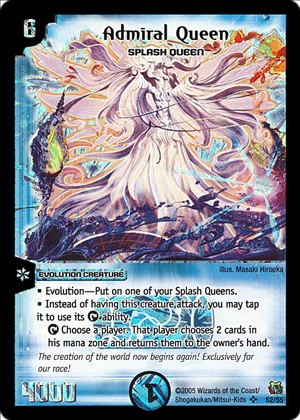 6
Admiral Queen
SPLASH QUEEN
illus. Masaki Hirooka
EVOLUTION CREATURE
• Evolution—Put on one of your Splash Queens.
• Instead of having this creature attack, you may tap
it to use its ability.
Choose a player. That player chooses 2 cards in
his mana zone and returns them to the owner's hand.
The creation of the world now begins again! Exclusively for
our race!
4000
1
©2005 Wizards of the Coast/
Shogakukan/Mitsui-Kids S2/S5